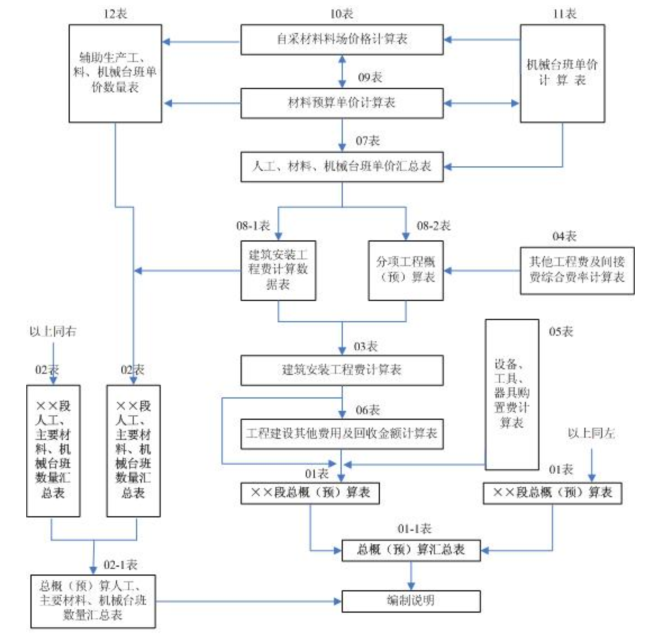 12表
10表
11表
辅助生产工、
料、机械台班单
价数量表
自采材料料场价格计算表
机械台班单价
计 算 表
09表
材料预算单价计算表
07表
人工、材料、机械台班单价汇总表
08-1表
08-2表
04表
建筑安装工
程费计算数
据表
分项工程概
（预）算表
其他工程费及间接
费综合费率计算表
以上同右
03表
05表
02表
02表
建筑安装工程费计算表
设备、
工具、
器具购
置费计
算表
××段
人工、
主要材
料、机
械台班
数量汇
总表
××段
人工、
主要材
料、机
械台班
数量汇
总表
06表
工程建设其他费用及回收金额计算表
以上同左
01表
01表
××段总概（预）算表
××段总概（预）算表
01-1表
总概（预）算汇总表
02-1表
总概（预）算人工、
主要材料、机械台班
数量汇总表
编制说明